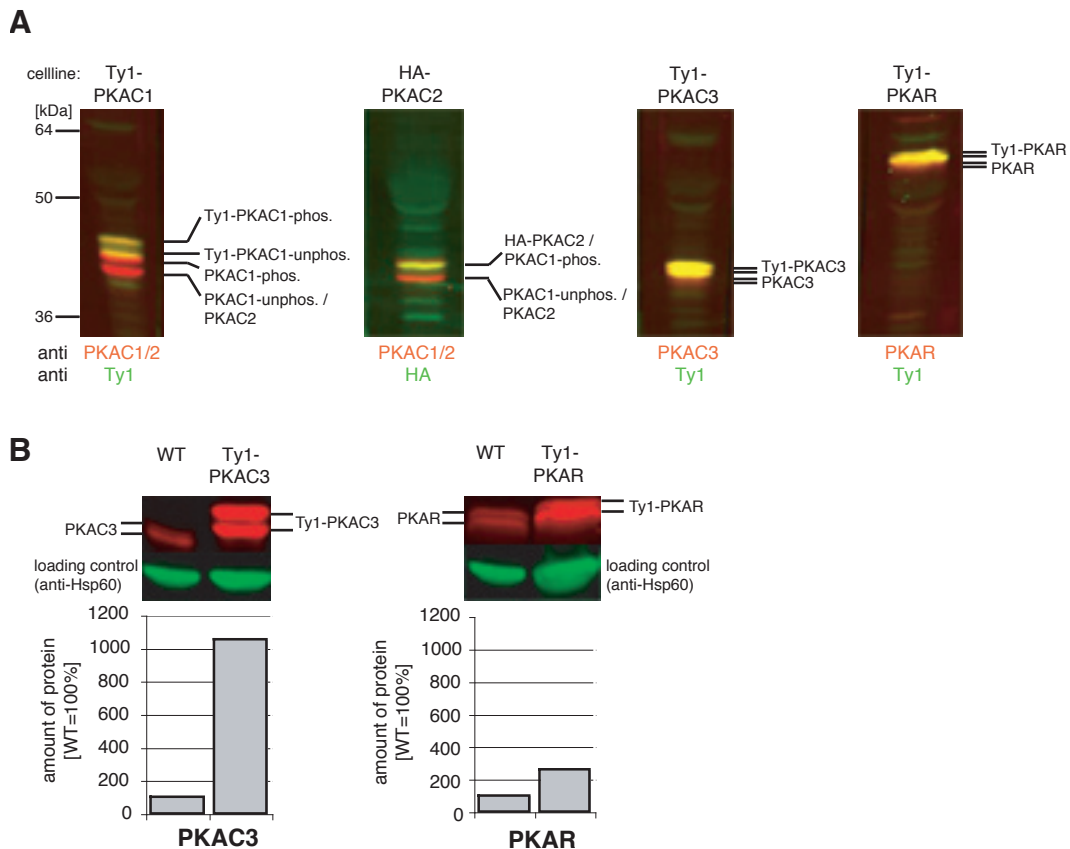 A
cellline:
Ty1-
PKAC1
HA-
PKAC2
Ty1-
PKAC3
Ty1-
PKAR
[kDa]
64
50
36
Ty1-PKAC1-phos.
Ty1-PKAC1-unphos.
PKAC1-phos.
PKAC1-unphos. /
PKAC2
HA-PKAC2 /
PKAC1-phos.
PKAC1-unphos. /
PKAC2
Ty1-PKAC3
PKAC3
Ty1-PKAR
PKAR
anti PKAC1/2 PKAC1/2 PKAC3 PKAR
anti Ty1 HA Ty1 Ty1
B
WT
Ty1-
PKAC3
PKAC3
Ty1-PKAC3
loading control
(anti-Hsp60)
amount of protein
[WT=100%]
1200
1000
800
600
400
200
0
PKAC3
WT
Ty1-
PKAR
PKAR
Ty1-PKAR
loading control
(anti-Hsp60)
amount of protein
[WT=100%]
1200
1000
800
600
400
200
0
PKAR